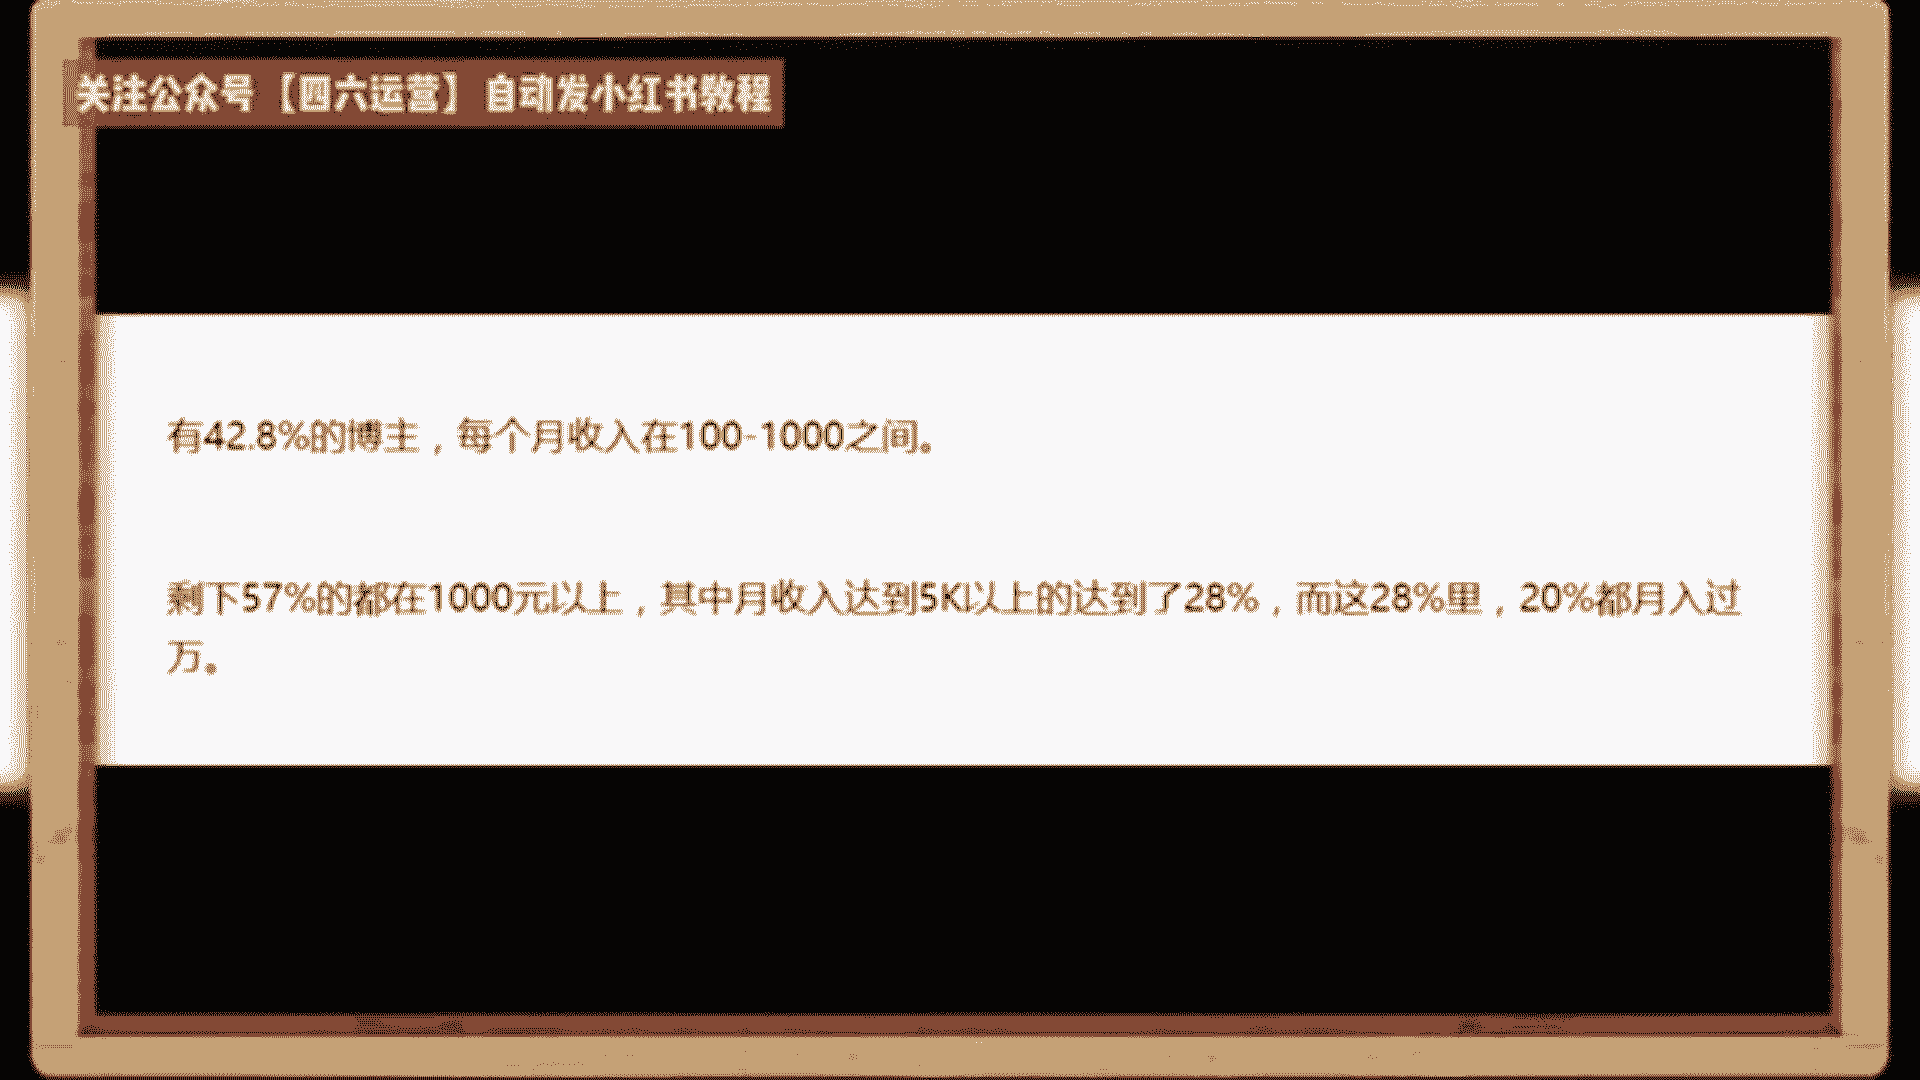 关注公众号【四六运营】自动发小红书教程
有42.8%的博主，每个月收入在100-1000之间。
剩下57%的都在1000元以上，其中月收入达到5K以上的达到了28%，而这28%里，20%都月入过
万。